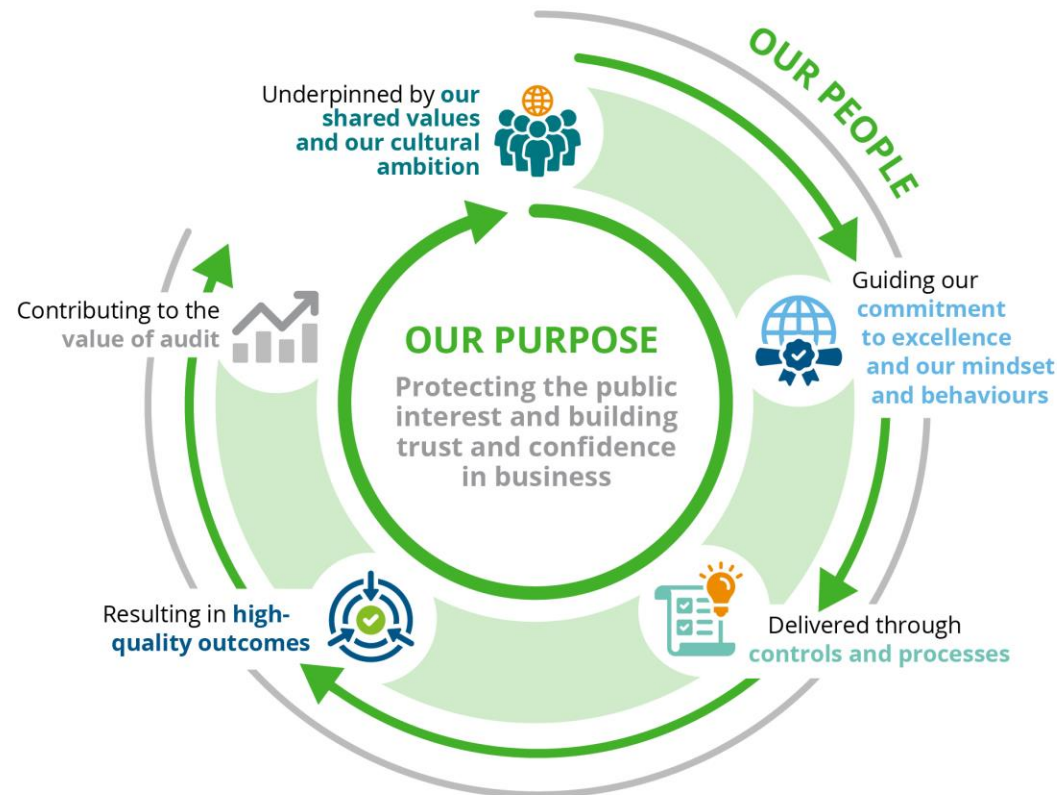 OUR PEOPLE
Underpinned by our
shared values
and our cultural
ambition
Guiding our
commitment
to excellence
and our mindset
and behaviours
Delivered through
controls and processes
Resulting in high-
quality outcomes
Contributing to the
value of audit
OUR PURPOSE
Protecting the public
interest and building
trust and confidence
in business